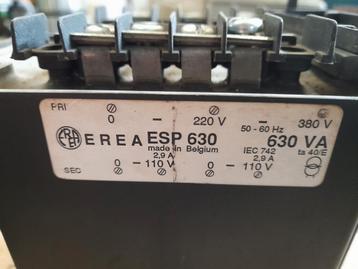 PRI
0 - 220 V - 380 V
EREA ESP 630 50 - 60 Hz 630 VA
made in Belgium IEC 742 ta 40/E
2,9 A 2,9 A
SEC 0 - 110 V 0 - 110 V